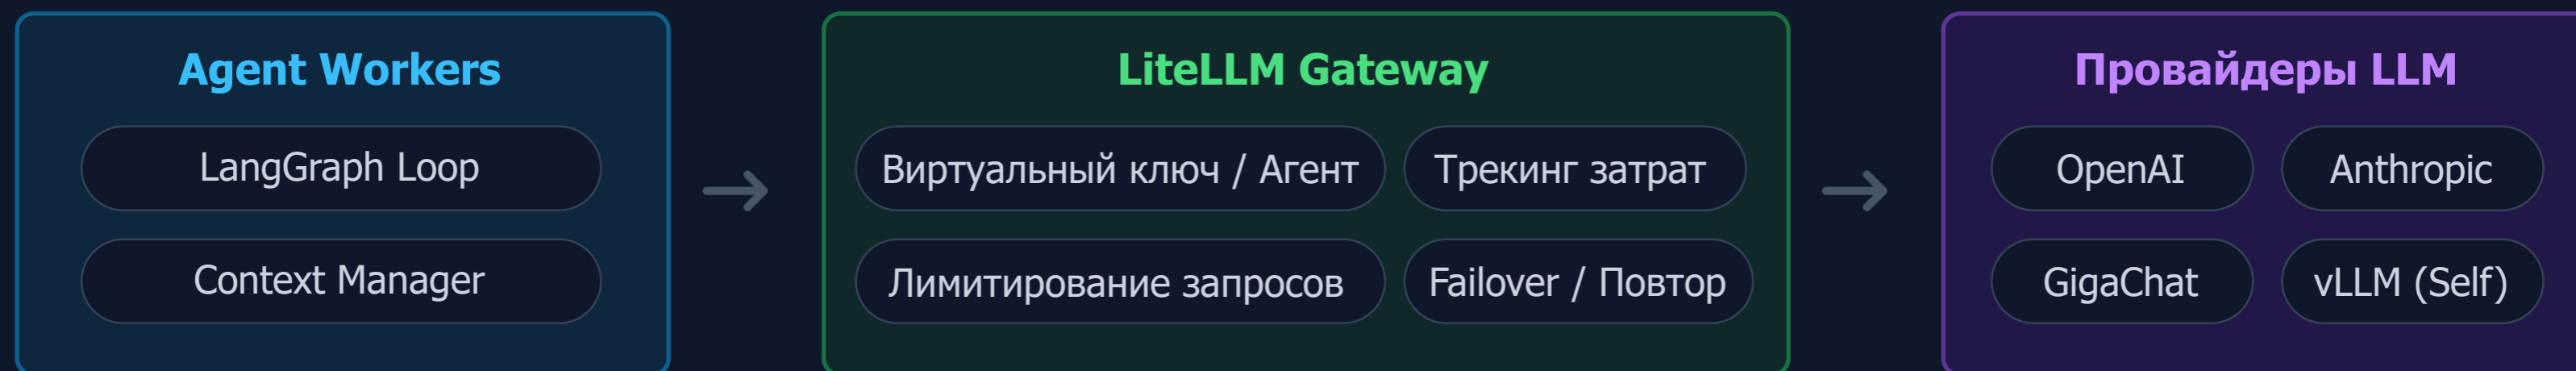 Agent Workers
LangGraph Loop
Context Manager
→
LiteLLM Gateway
Виртуальный ключ / Агент
Трекинг затрат
Лимитирование запросов
Failover / Повтор
→
Провайдеры LLM
OpenAI
Anthropic
GigaChat
vLLM (Self)